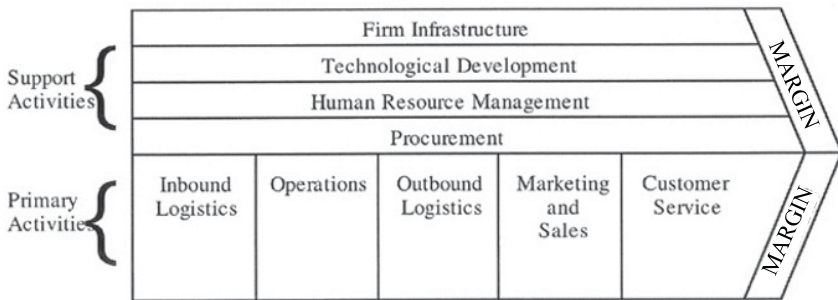 Firm Infrastructure
Technological Development
Support
Activities
Human Resource Management
Procurement
MARGIN
Primary
Activities
Inbound
Logistics
Operations
Outbound
Logistics
Marketing
and
Sales
Customer
Service
MARGIN